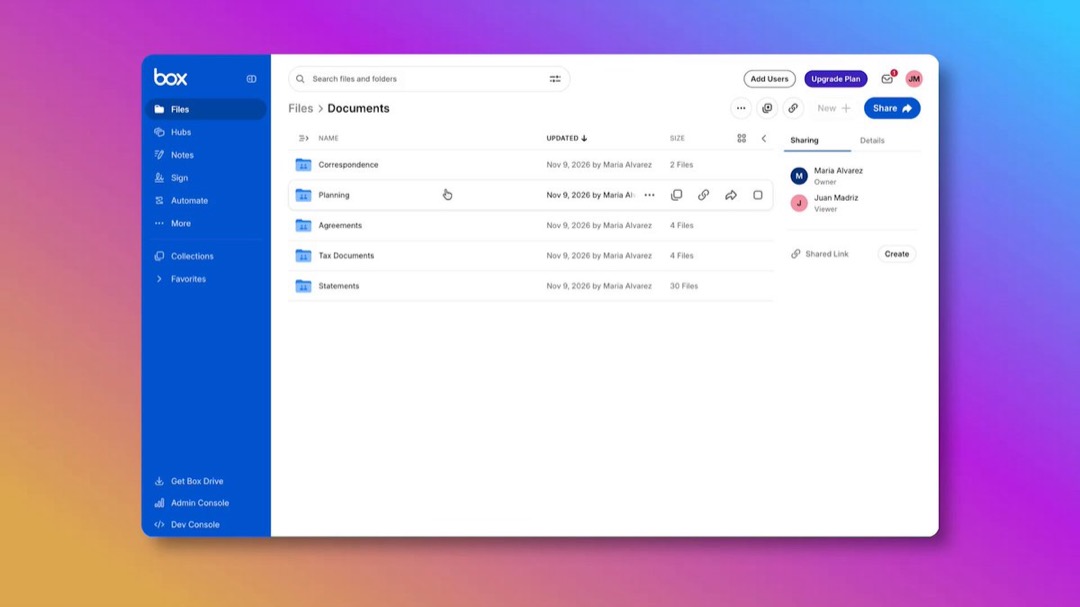 box
Files
Hubs
Notes
Sign
Automate
More
Collections
Favorites
Get Box Drive
Admin Console
Dev Console
Search files and folders
Add Users
Upgrade Plan
1
JM
Files > Documents
New +
Share
NAME UPDATED ↓ SIZE
Correspondence Nov 9, 2026 by Maria Alvarez 2 Files
Planning Nov 9, 2026 by Maria Al
Agreements Nov 9, 2026 by Maria Alvarez 4 Files
Tax Documents Nov 9, 2026 by Maria Alvarez 4 Files
Statements Nov 9, 2026 by Maria Alvarez 30 Files
Sharing Details
M
Maria Alvarez
Owner
J
Juan Madriz
Viewer
Shared Link Create